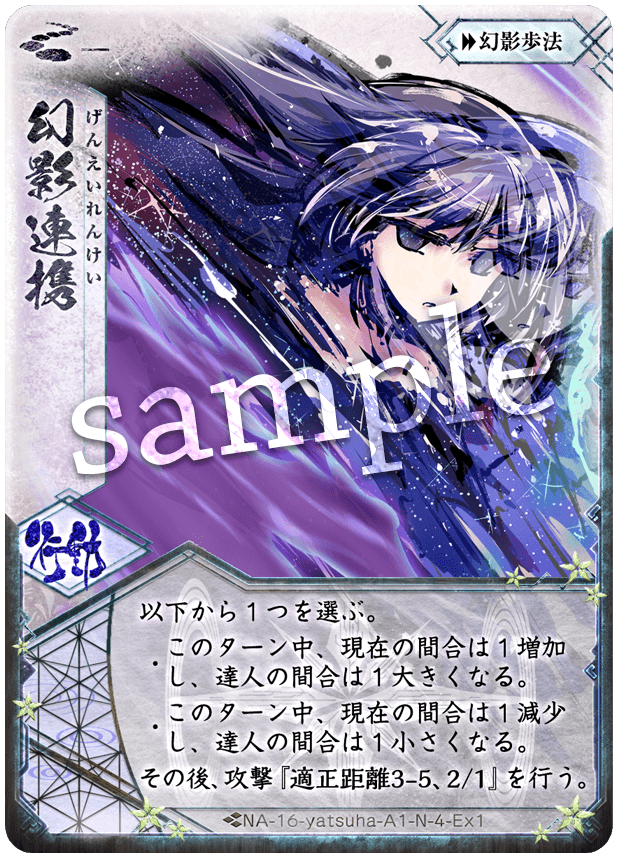 ▶▶幻影歩法
幻影連携
げんえいれんけい
sample
行動
以下から1つを選ぶ。
・このターン中、現在の間合は1増加
し、達人の間合は1大きくなる。
・このターン中、現在の間合は1減少
し、達人の間合は1小さくなる。
その後、攻撃『適正距離3-5、2/1』を行う。
NA-16-yatsuha-A1-N-4-Ex1